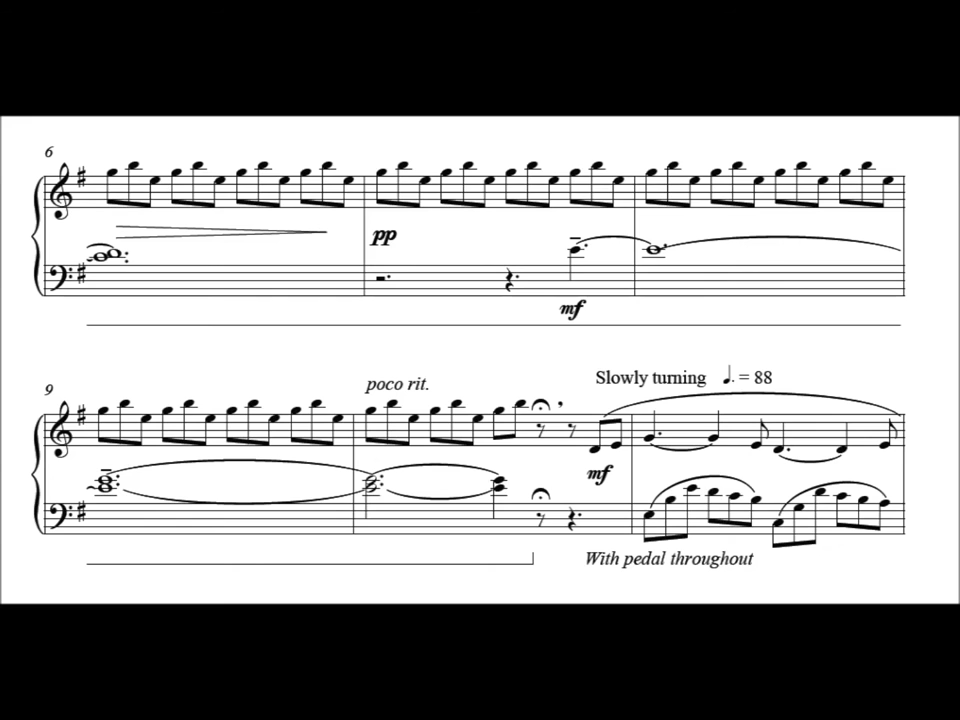 6
pp
mf
9
poco rit.
Slowly turning ♩. = 88
mf
With pedal throughout